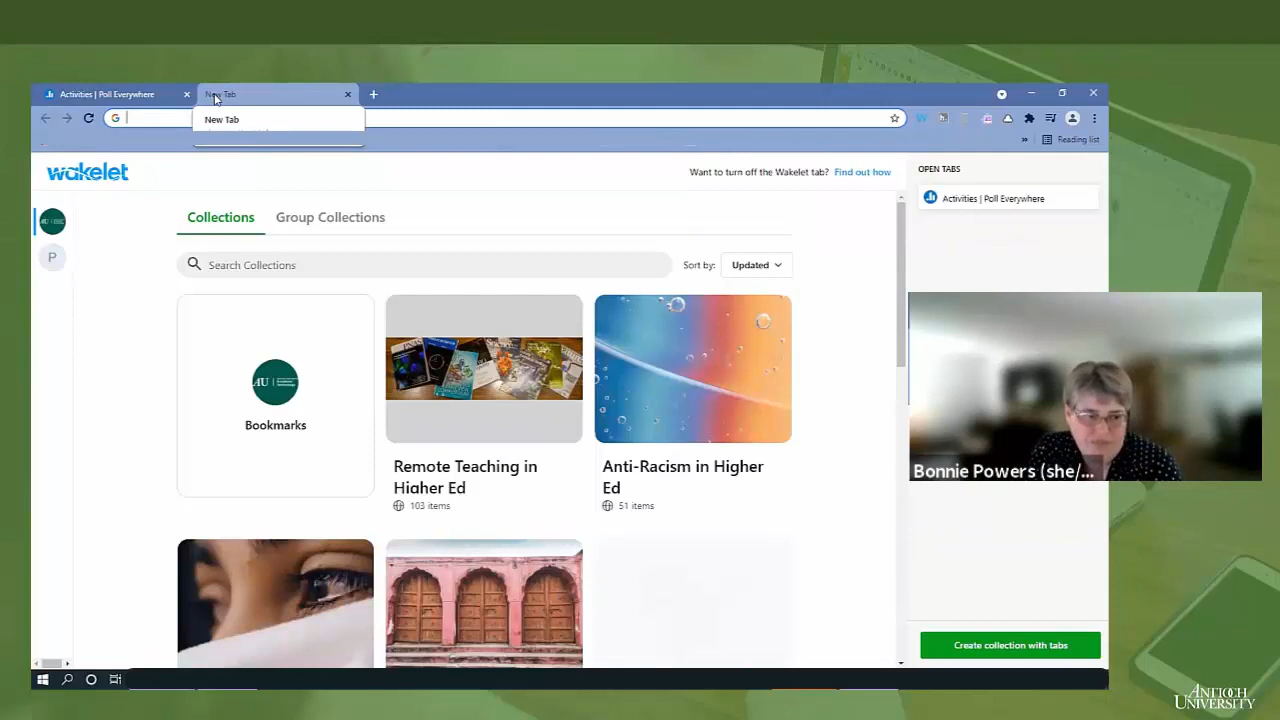 Activities | Poll Everywhere
New Tab
New Tab
Reading list
wakelet
Want to turn off the Wakelet tab? Find out how
OPEN TABS
Activities | Poll Everywhere
Collections
Group Collections
P
Search Collections
Sort by:
Updated
AU
Bookmarks
Remote Teaching in
Higher Ed
103 items
Anti-Racism in Higher
Ed
51 items
Bonnie Powers (she/...
Create collection with tabs
ANTIOCH
UNIVERSITY